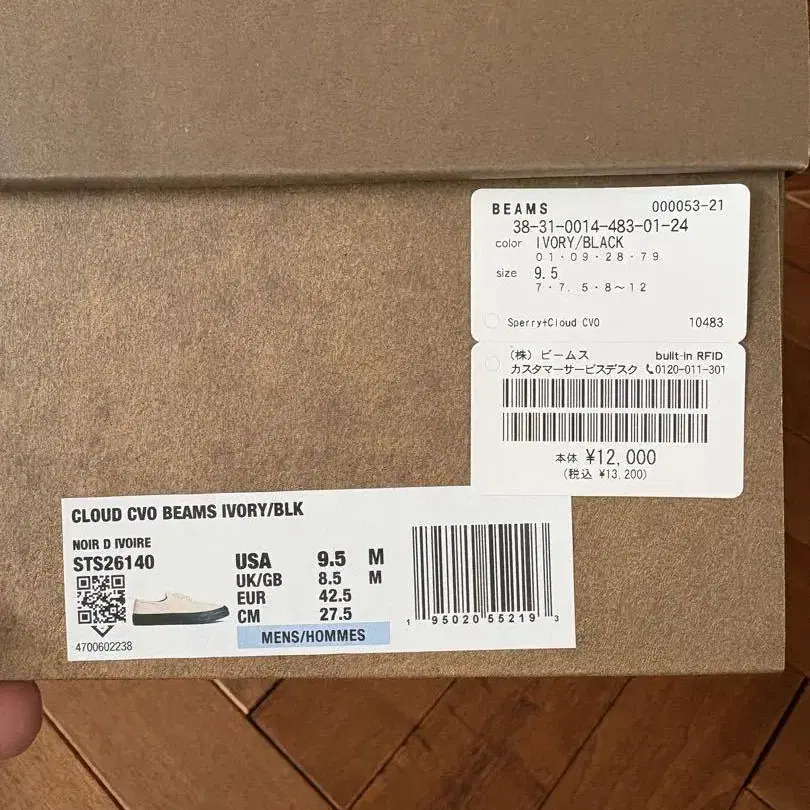 BEAMS 000053-21
38-31-0014-483-01-24
color IVORY/BLACK
01・09・28・79
size 9.5
7・7.5・8～12
Sperry+Cloud CVO 10483
(株) ビームス built-in RFID
カスタマーサービスデスク 0120-011-301
本体 ¥12,000
(税込 ¥13,200)
CLOUD CVO BEAMS IVORY/BLK
NOIR D IVOIRE
STS26140
USA 9.5 M
UK/GB 8.5 M
EUR 42.5
CM 27.5
MENS/HOMMES
4700602238
1 95020 55219 3